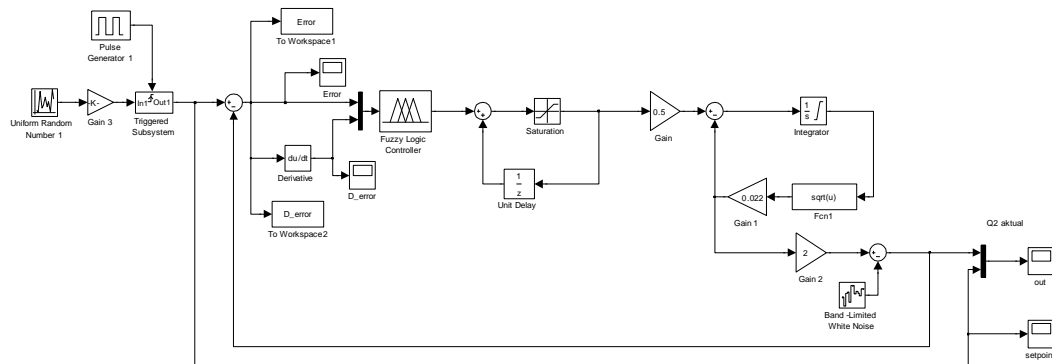 Pulse
Generator 1
Uniform Random
Number 1
-K-
Gain 3
In1
Out1
Triggered
Subsystem
Error
To Workspace1
Error
du/dt
Derivative
D_error
D_error
To Workspace2
Fuzzy Logic
Controller
Saturation
1
z
Unit Delay
0.5
Gain
1
s
Integrator
0.022
Gain 1
sqrt(u)
Fcn1
2
Gain 2
Band-Limited
White Noise
Q2 aktual
out
setpoin